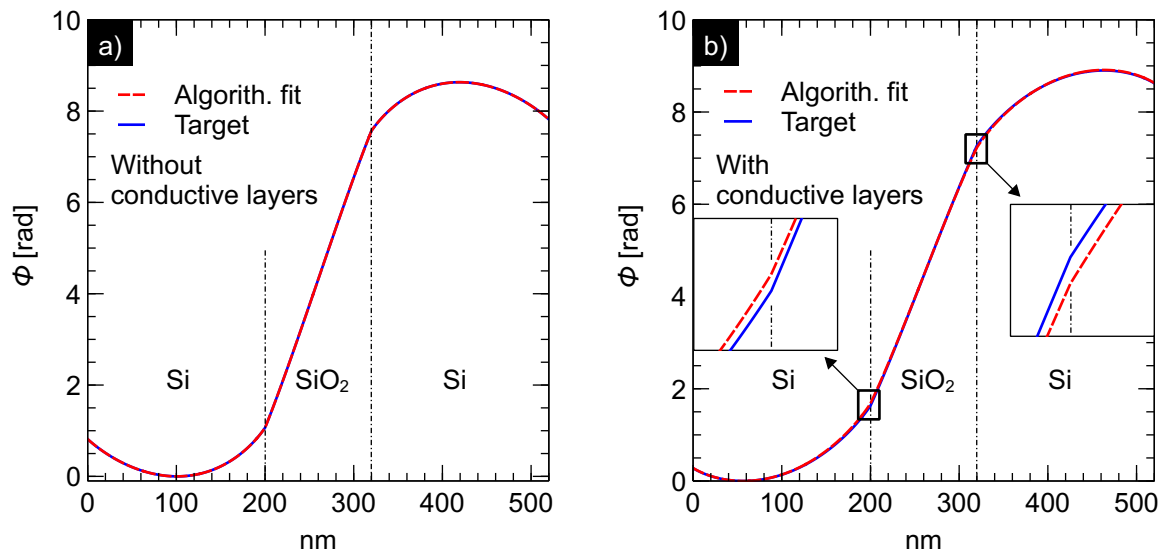 a)
10
8
6
4
2
0
Φ [rad]
Algorith. fit
Target
Without
conductive layers
Si
SiO₂
Si
0 100 200 300 400 500
nm
b)
10
8
6
4
2
0
Φ [rad]
Algorith. fit
Target
With
conductive layers
Si
SiO₂
Si
0 100 200 300 400 500
nm